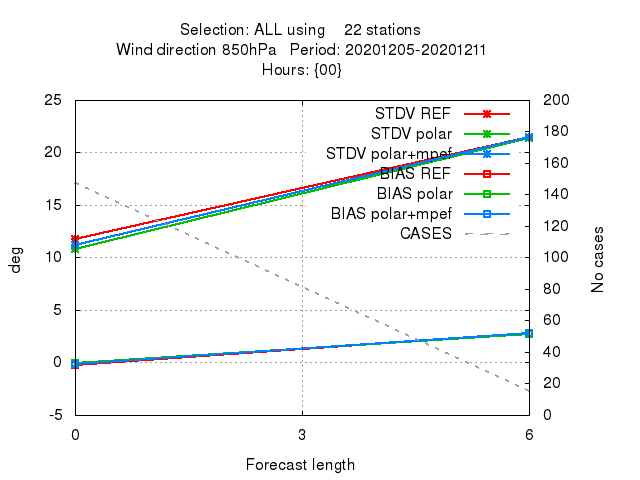 Selection: ALL using    22 stations
Wind direction 850hPa   Period: 20201205-20201211
Hours: {00}
25 200
STDV REF
180
STDV polar
20
STDV polar+mpef
160
BIAS REF
140
BIAS polar
15
BIAS polar+mpef
120
CASES
deg
10 100
No cases
80
5
60
0
40
20
-5 0
0 3 6
Forecast length